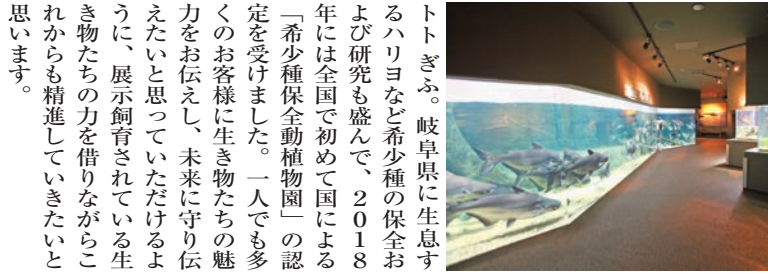 トト ぎふ。岐阜県に生息す
るハリヨなど希少種の保全お
よび研究も盛んで、2018
年には全国で初めて国による
「希少種保全動植物園」の認
定を受けました。一人でも多
くのお客様に生き物たちの魅
力をお伝えし、未来に守り伝
えたいと思っていただけるよ
うに、展示飼育されている生
き物たちの力を借りながらこ
れからも精進していきたいと
思います。